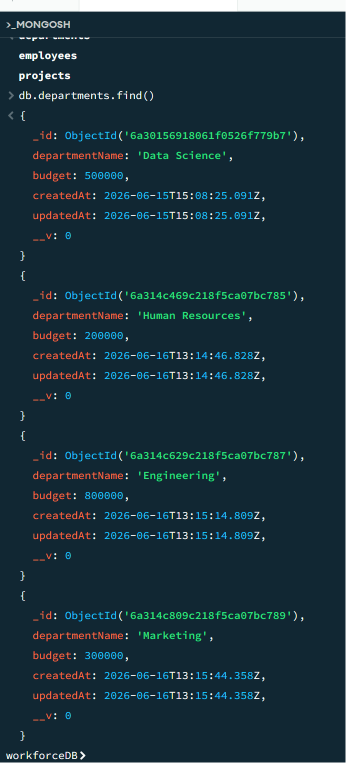 >_MONGOSH
departments
employees
projects
> db.departments.find()
< {
_id: ObjectId('6a30156918061f0526f779b7'),
departmentName: 'Data Science',
budget: 500000,
createdAt: 2026-06-15T15:08:25.091Z,
updatedAt: 2026-06-15T15:08:25.091Z,
__v: 0
}
{
_id: ObjectId('6a314c469c218f5ca07bc785'),
departmentName: 'Human Resources',
budget: 200000,
createdAt: 2026-06-16T13:14:46.828Z,
updatedAt: 2026-06-16T13:14:46.828Z,
__v: 0
}
{
_id: ObjectId('6a314c629c218f5ca07bc787'),
departmentName: 'Engineering',
budget: 800000,
createdAt: 2026-06-16T13:15:14.809Z,
updatedAt: 2026-06-16T13:15:14.809Z,
__v: 0
}
{
_id: ObjectId('6a314c809c218f5ca07bc789'),
departmentName: 'Marketing',
budget: 300000,
createdAt: 2026-06-16T13:15:44.358Z,
updatedAt: 2026-06-16T13:15:44.358Z,
__v: 0
}
workforceDB>